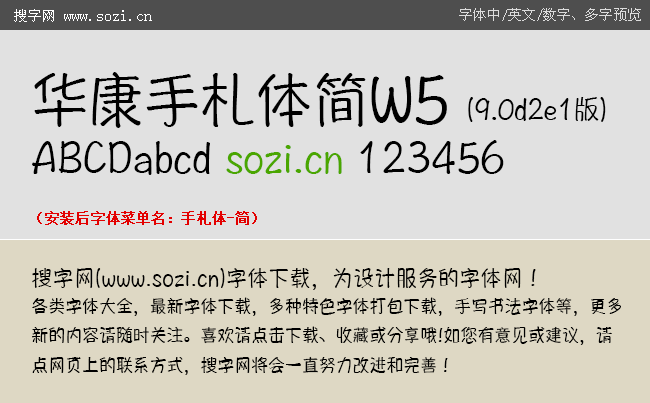 搜字网 www.sozi.cn
字体中/英文/数字、多字预览
华康手札体简W5 (9.0d2e1版)
ABCDabcd sozi.cn 123456
（安装后字体菜单名：手札体-简）
搜字网(www.sozi.cn)字体下载，为设计服务的字体网！
各类字体大全，最新字体下载，多种特色字体打包下载，手写书法字体等，更多
新的内容请随时关注。喜欢请点击下载、收藏或分享哦!如您有意见或建议，请
点网页上的联系方式，搜字网将会一直努力改进和完善！